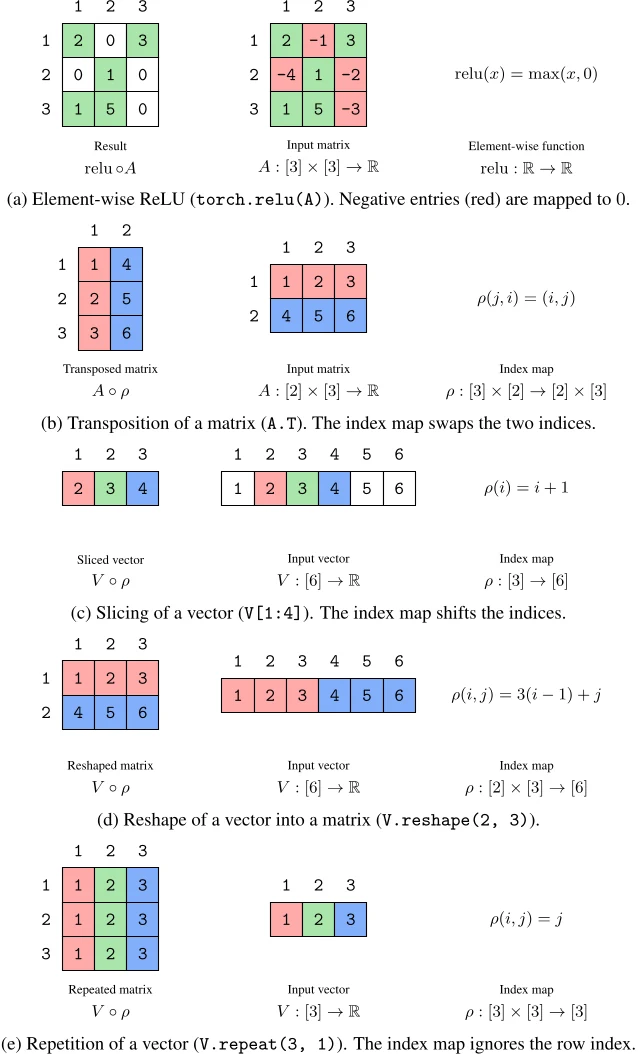 1 2 3 1 2 3
1 2 0 3 1 2 -1 3
2 0 1 0 2 -4 1 -2 relu(x) = max(x, 0)
3 1 5 0 3 1 5 -3
Result Input matrix Element-wise function
relu ∘A A : [3] × [3] → ℝ relu : ℝ → ℝ
(a) Element-wise ReLU (torch.relu(A)). Negative entries (red) are mapped to 0.
1 2
1 2 3
1 1 4 1 1 2 3
2 2 5 2 4 5 6 ρ(j, i) = (i, j)
3 3 6
Transposed matrix Input matrix Index map
A ∘ ρ A : [2] × [3] → ℝ ρ : [3] × [2] → [2] × [3]
(b) Transposition of a matrix (A.T). The index map swaps the two indices.
1 2 3 1 2 3 4 5 6
2 3 4 1 2 3 4 5 6 ρ(i) = i + 1
Sliced vector Input vector Index map
V ∘ ρ V : [6] → ℝ ρ : [3] → [6]
(c) Slicing of a vector (V[1:4]). The index map shifts the indices.
1 2 3
1 2 3 4 5 6
1 1 2 3 1 2 3 4 5 6 ρ(i, j) = 3(i − 1) + j
2 4 5 6
Reshaped matrix Input vector Index map
V ∘ ρ V : [6] → ℝ ρ : [2] × [3] → [6]
(d) Reshape of a vector into a matrix (V.reshape(2, 3)).
1 2 3
1 1 2 3 1 2 3
2 1 2 3 1 2 3 ρ(i, j) = j
3 1 2 3
Repeated matrix Input vector Index map
V ∘ ρ V : [3] → ℝ ρ : [3] × [3] → [3]
(e) Repetition of a vector (V.repeat(3, 1)). The index map ignores the row index.